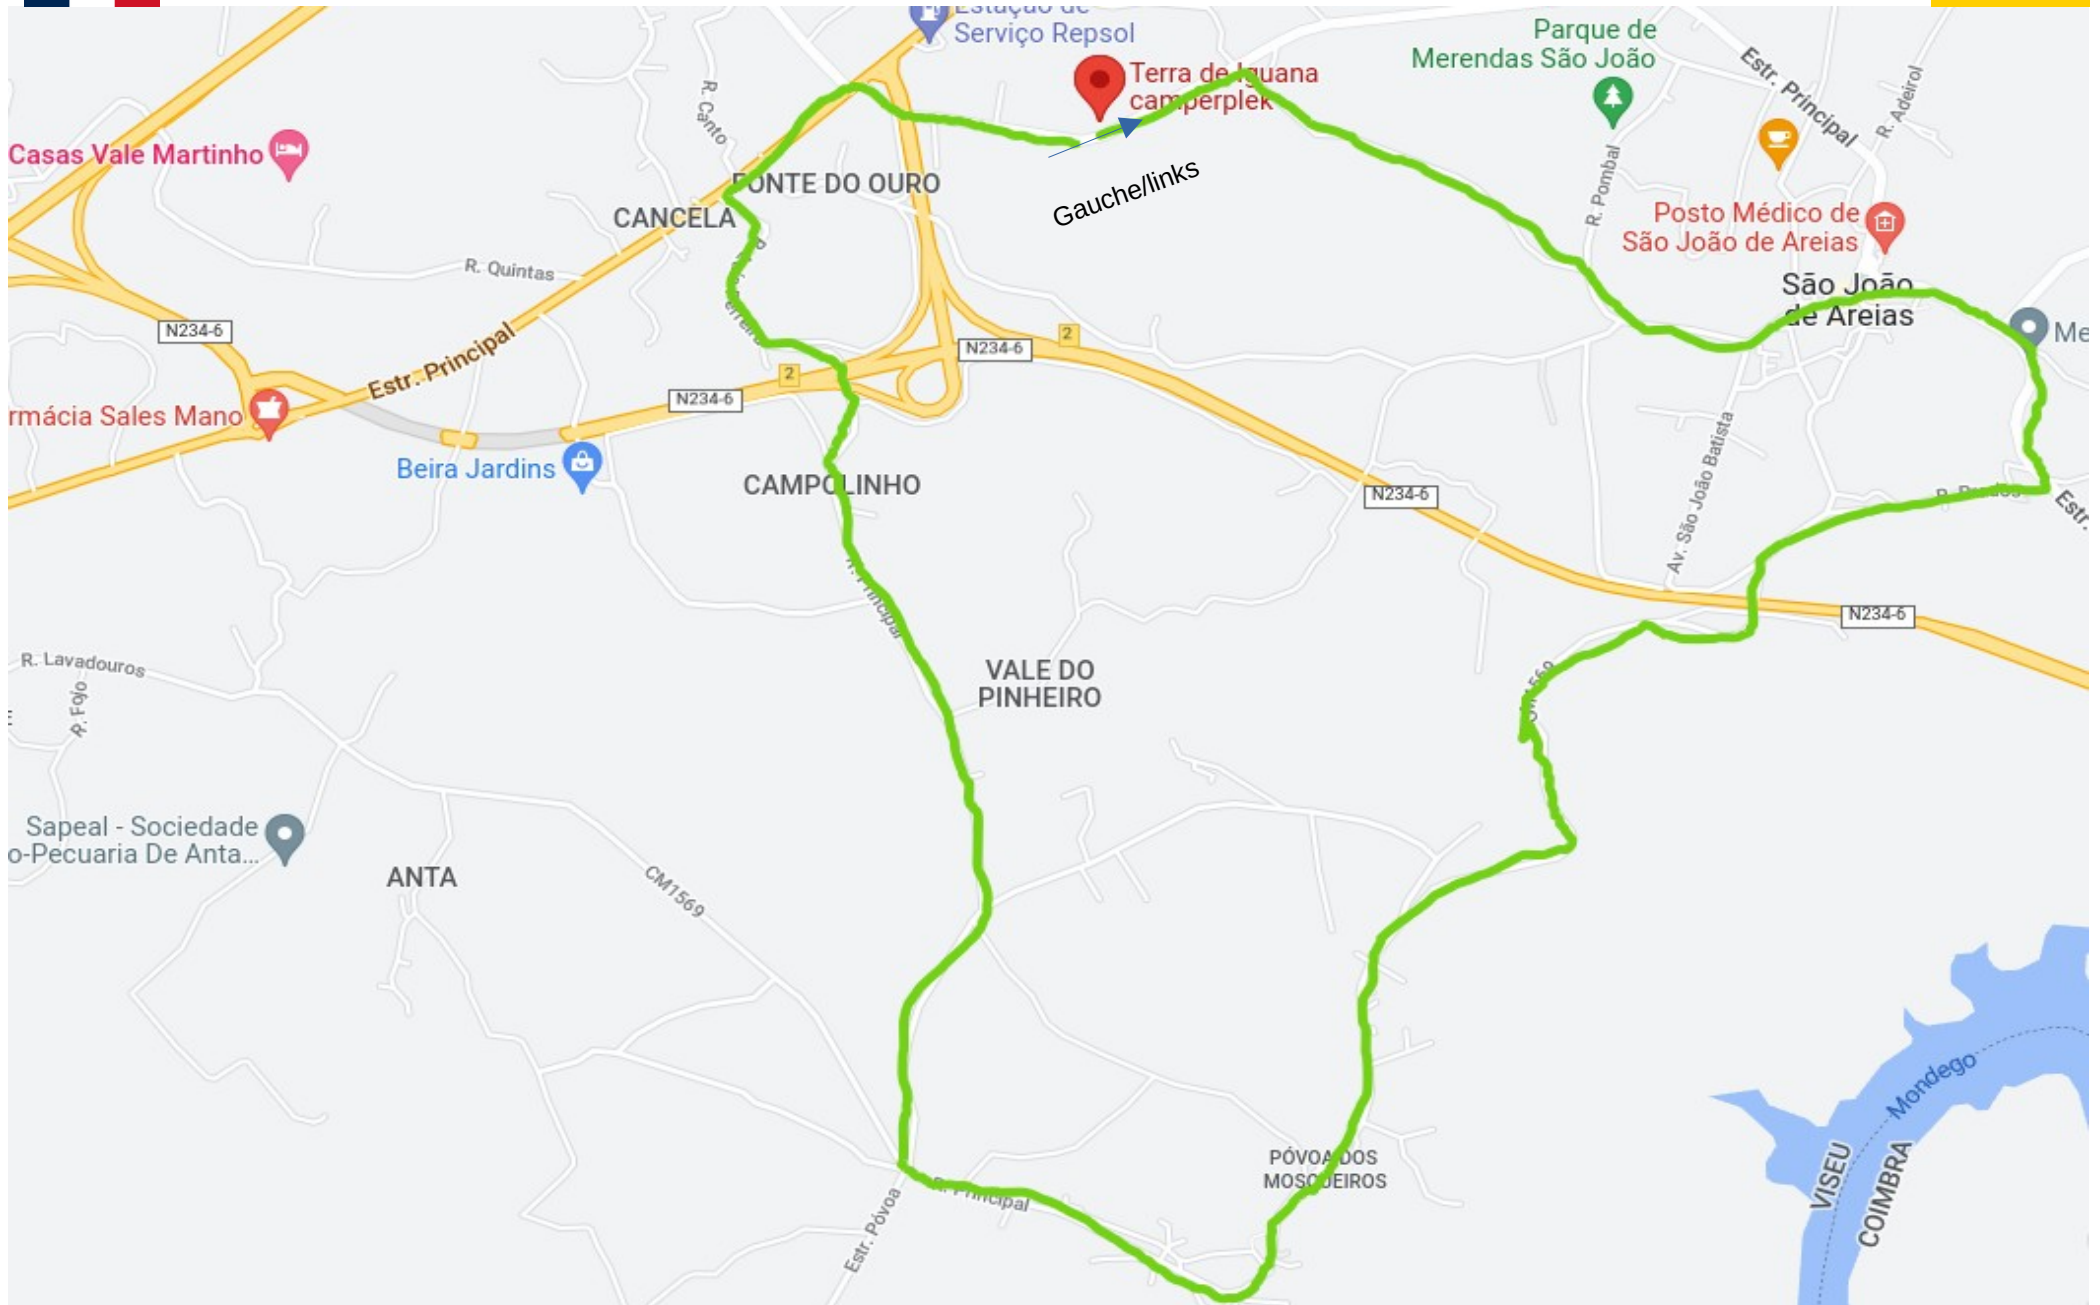 Estação de
Serviço Repsol
Parque de
Merendas São João
Estr. Principal
R. Adeirol
Terra de Iguana
camperplek
R. Canto
Casas Vale Martinho
R. Pombal
FONTE DO OURO
Gauche/links
CANCELA
Posto Médico de
São João de Areias
R. Quintas
São João
de Areias
N234-6
Me
2
N234-6
Estr. Principal
2
N234-6
rmácia Sales Mano
Beira Jardins
CAMPOLINHO
N234-6
Av. São João Batista
Estr.
R. Principal
N234-6
R. Lavadouros
R. Fojo
VALE DO
PINHEIRO
Sapeal - Sociedade
o-Pecuaria De Anta...
ANTA
CM1569
Mondego
VISEU
COIMBRA
PÓVOA DOS
MOSQUEIROS
R. Principal
Estr. Póvoa